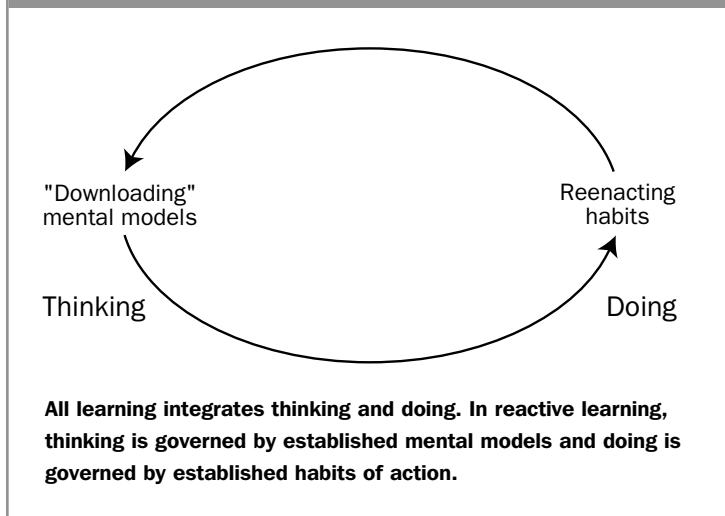 "Downloading"
mental models
Reenacting
habits
Thinking
Doing
All learning integrates thinking and doing. In reactive learning,
thinking is governed by established mental models and doing is
governed by established habits of action.